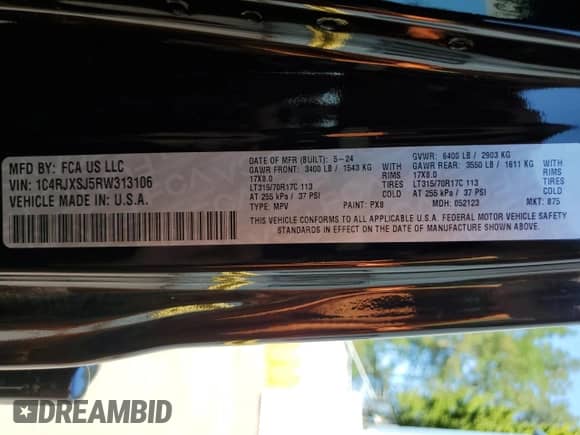 MFD BY: FCA US LLC
VIN: 1C4RJXSJ5RW313106
VEHICLE MADE IN: U.S.A.
DATE OF MFR (BUILT): 5-24
GAWR FRONT: 3400 LB / 1543 KG
17X8.0
LT315/70R17C 113
AT 255 kPa / 37 PSI
TYPE: MPV
WITH
RIMS
TIRES
COLD
PAINT: PX8
GVWR: 6400 LB / 2903 KG
GAWR REAR: 3550 LB / 1611 KG
17X8.0
LT315/70R17C 113
AT 255 kPa / 37 PSI
MDH: 052123
WITH
RIMS
TIRES
COLD
MKT: 875
THIS VEHICLE CONFORMS TO ALL APPLICABLE U.S.A. FEDERAL MOTOR VEHICLE SAFETY
STANDARDS IN EFFECT ON THE DATE OF MANUFACTURE SHOWN ABOVE.
DREAMBID